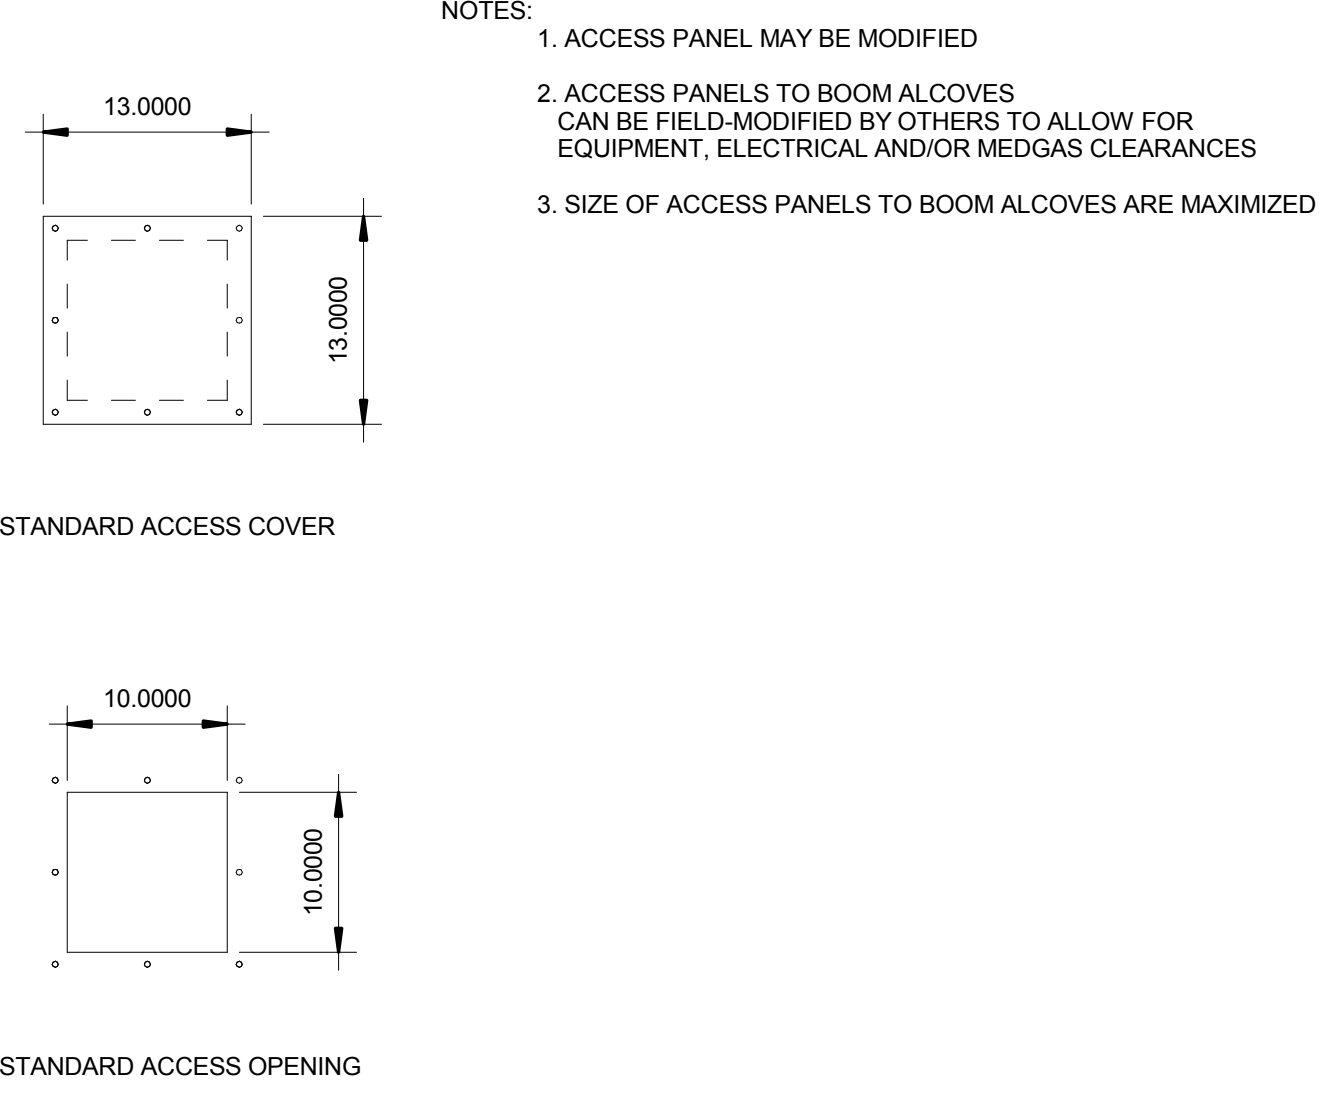 NOTES:
1. ACCESS PANEL MAY BE MODIFIED
2. ACCESS PANELS TO BOOM ALCOVES
CAN BE FIELD-MODIFIED BY OTHERS TO ALLOW FOR
EQUIPMENT, ELECTRICAL AND/OR MEDGAS CLEARANCES
3. SIZE OF ACCESS PANELS TO BOOM ALCOVES ARE MAXIMIZED
13.0000
13.0000
STANDARD ACCESS COVER
10.0000
10.0000
STANDARD ACCESS OPENING